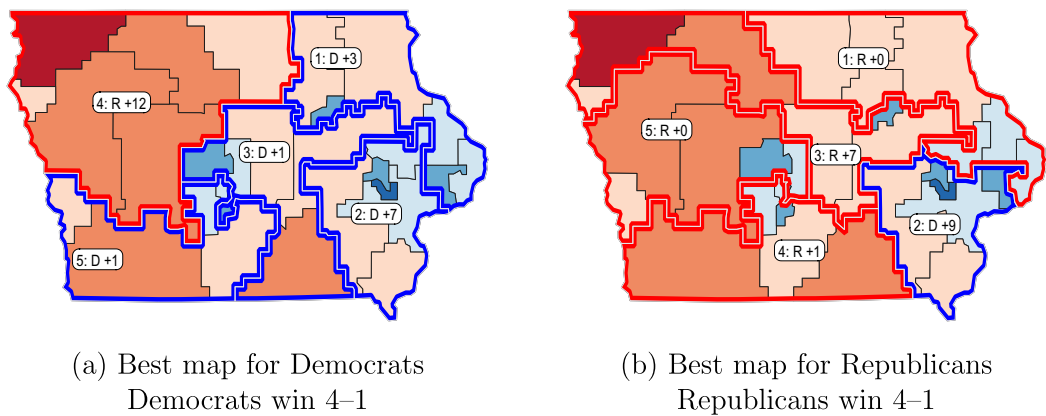 1: D +3
4: R +12
3: D +1
2: D +7
5: D +1
(a) Best map for Democrats
Democrats win 4–1
1: R +0
5: R +0
3: R +7
2: D +9
4: R +1
(b) Best map for Republicans
Republicans win 4–1